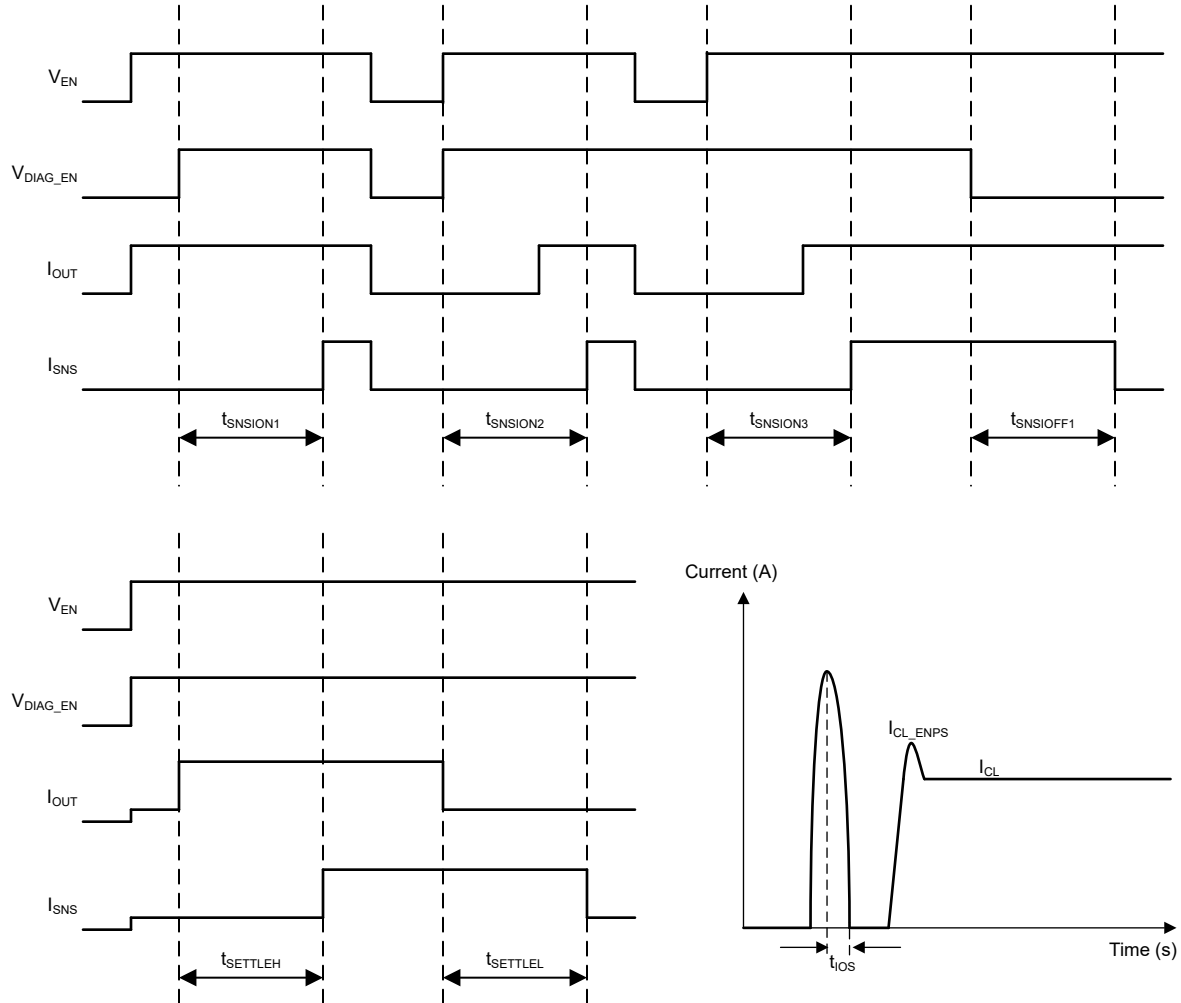 V_EN
V_DIAG_EN
I_OUT
I_SNS
t_SNSION1
t_SNSION2
t_SNSION3
t_SNSIOFF1
V_EN
V_DIAG_EN
I_OUT
I_SNS
t_SETTLEH
t_SETTLEL
Current (A)
I_CL_ENPS
I_CL
Time (s)
t_IOS